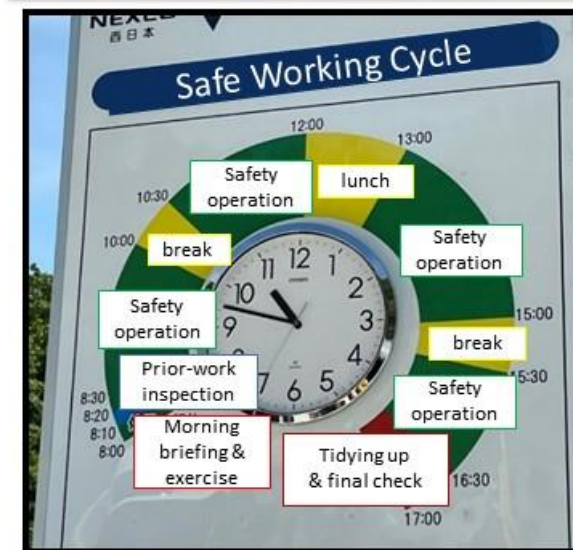 NEXCO
西日本
Safe Working Cycle
12:00
13:00
Safety
operation
lunch
10:30
10:00
break
Safety
operation
12
11
1
10
2
9
3
4
7
6
5
Safety
operation
15:00
break
15:30
Prior-work
inspection
Safety
operation
8:30
8:20
8:10
8:00
Morning
briefing &
exercise
Tidying up
& final check
16:30
17:00